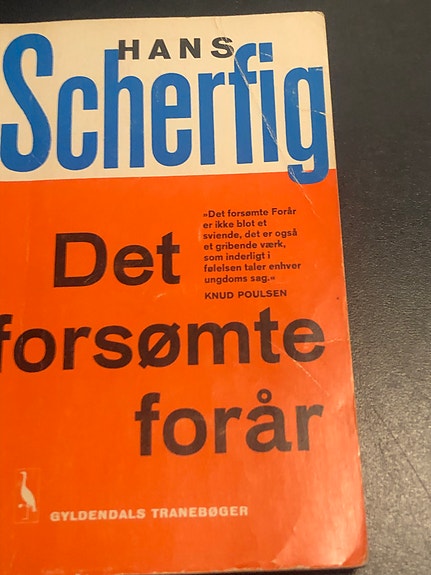 HANS
Scherfig
»Det forsømte Forår
er ikke blot et
sviende, det er også
et gribende værk,
som inderligt i
følelsen taler enhver
ungdoms sag.«
KNUD POULSEN
Det
forsømte
forår
GYLDENDALS TRANEBØGER